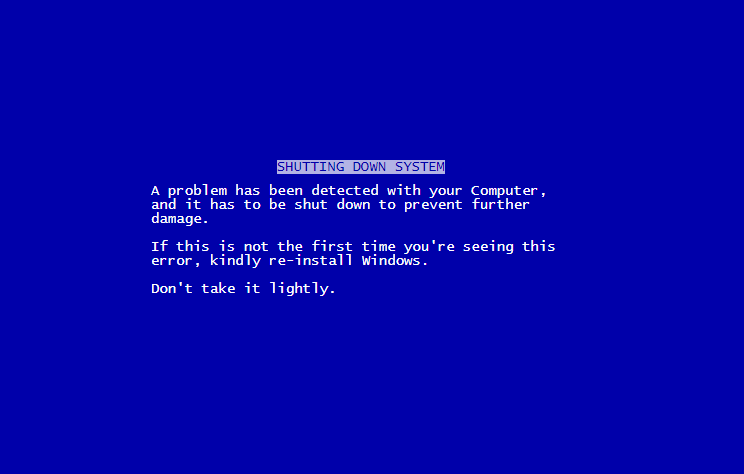 SHUTTING DOWN SYSTEM
A problem has been detected with your Computer,
and it has to be shut down to prevent further
damage.
If this is not the first time you're seeing this
error, kindly re-install Windows.
Don't take it lightly.